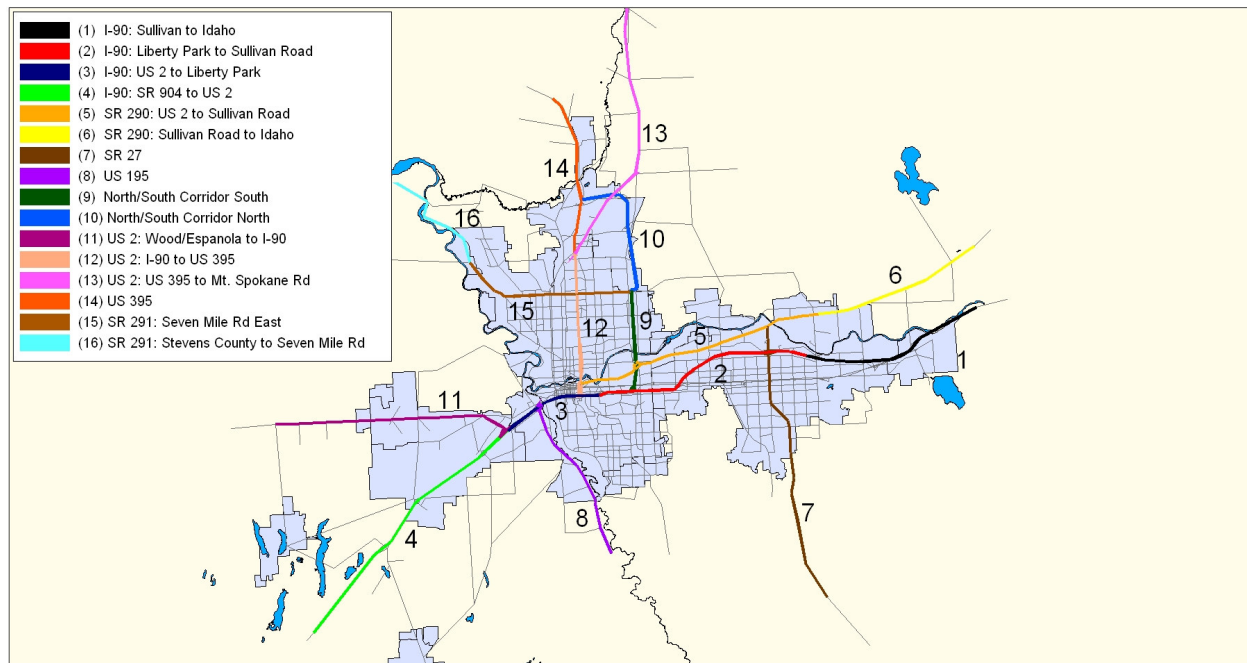 (1) I-90: Sullivan to Idaho
(2) I-90: Liberty Park to Sullivan Road
(3) I-90: US 2 to Liberty Park
(4) I-90: SR 904 to US 2
(5) SR 290: US 2 to Sullivan Road
(6) SR 290: Sullivan Road to Idaho
(7) SR 27
(8) US 195
(9) North/South Corridor South
(10) North/South Corridor North
(11) US 2: Wood/Espanola to I-90
(12) US 2: I-90 to US 395
(13) US 2: US 395 to Mt. Spokane Rd
(14) US 395
(15) SR 291: Seven Mile Rd East
(16) SR 291: Stevens County to Seven Mile Rd
13
14
16
10
6
15
12
9
5
1
2
11
3
8
7
4